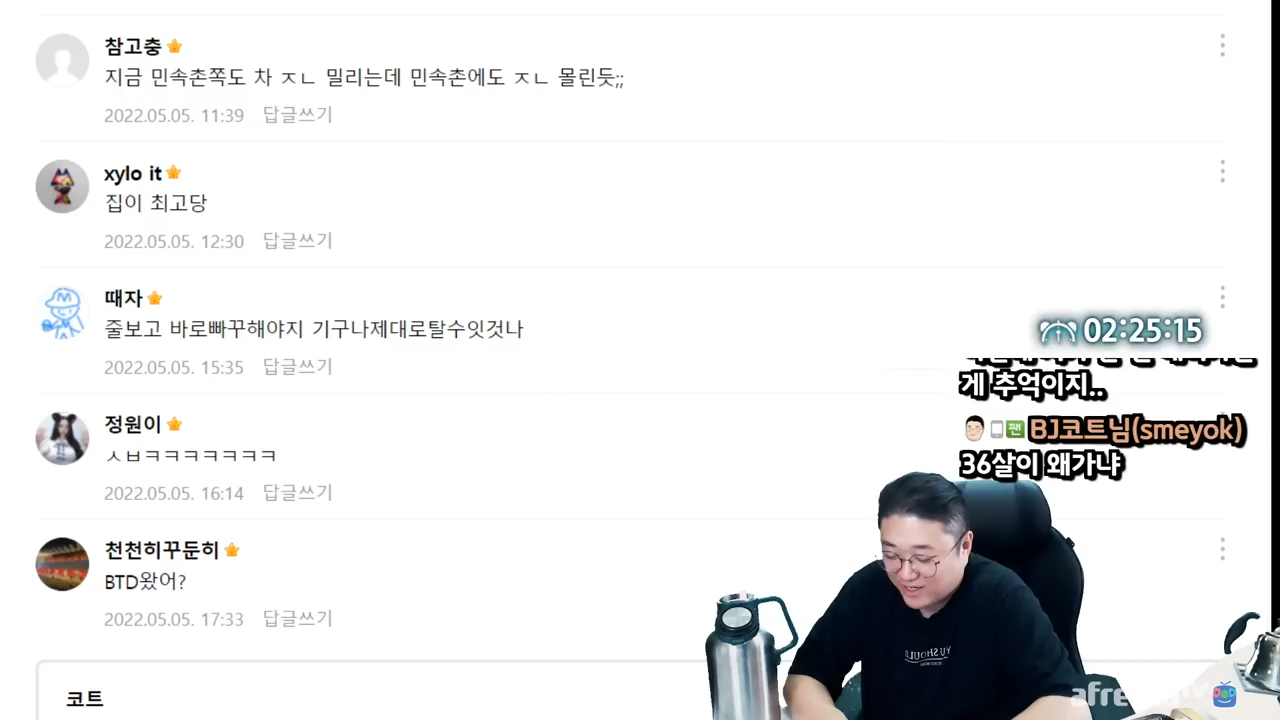 참고충
지금 민속촌쪽도 차 ㅈㄴ 밀리는데 민속촌에도 ㅈㄴ 몰린듯;;
2022.05.05. 11:39 답글쓰기
xylo it
집이 최고당
2022.05.05. 12:30 답글쓰기
때자
줄보고 바로빠꾸해야지 기구나제대로탈수잇것나
2022.05.05. 15:35 답글쓰기
02:25:15
게 추억이지..
정원이
ㅅㅂㅋㅋㅋㅋㅋㅋㅋ
2022.05.05. 16:14 답글쓰기
팬 BJ코트님(smeyok)
36살이 왜가냐
천천히꾸둔히
BTD왔어?
2022.05.05. 17:33 답글쓰기
코트